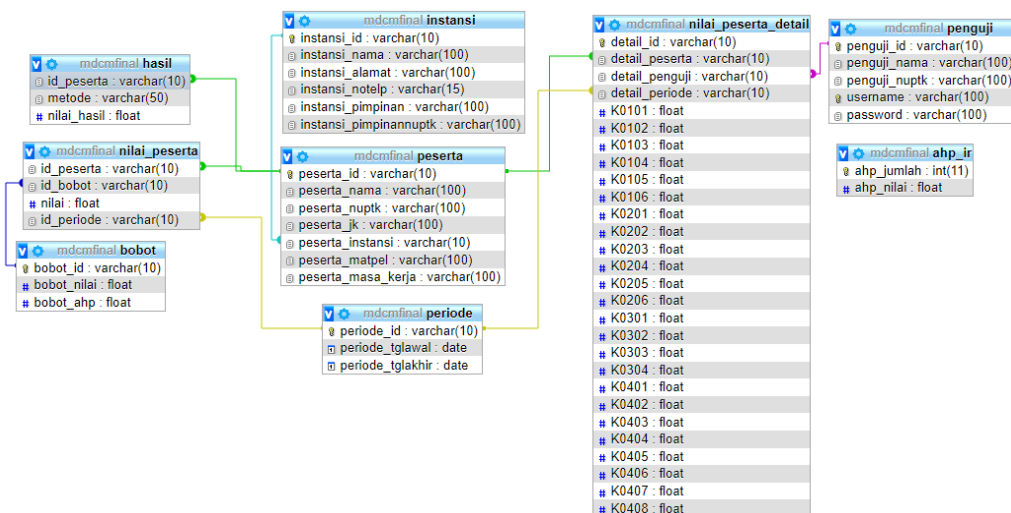 mdcmfinal hasil
id_peserta : varchar(10)
metode : varchar(50)
nilai_hasil : float
mdcmfinal nilai_peserta
id_peserta : varchar(10)
id_bobot : varchar(10)
nilai : float
id_periode : varchar(10)
mdcmfinal bobot
bobot_id : varchar(10)
bobot_nilai : float
bobot_ahp : float
mdcmfinal instansi
instansi_id : varchar(10)
instansi_nama : varchar(100)
instansi_alamat : varchar(100)
instansi_notelp : varchar(15)
instansi_pimpinan : varchar(100)
instansi_pimpinannuptk : varchar(100)
mdcmfinal peserta
peserta_id : varchar(10)
peserta_nama : varchar(100)
peserta_nuptk : varchar(100)
peserta_jk : varchar(100)
peserta_instansi : varchar(10)
peserta_matpel : varchar(100)
peserta_masa_kerja : varchar(100)
mdcmfinal periode
periode_id : varchar(10)
periode_tglawal : date
periode_tglakhir : date
mdcmfinal nilai_peserta_detail
detail_id : varchar(10)
detail_peserta : varchar(10)
detail_penguji : varchar(10)
detail_periode : varchar(10)
K0101 : float
K0102 : float
K0103 : float
K0104 : float
K0105 : float
K0106 : float
K0201 : float
K0202 : float
K0203 : float
K0204 : float
K0205 : float
K0206 : float
K0301 : float
K0302 : float
K0303 : float
K0304 : float
K0401 : float
K0402 : float
K0403 : float
K0404 : float
K0405 : float
K0406 : float
K0407 : float
K0408 : float
mdcmfinal penguji
penguji_id : varchar(10)
penguji_nama : varchar(100)
penguji_nuptk : varchar(100)
username : varchar(100)
password : varchar(100)
mdcmfinal ahp_ir
ahp_jumlah : int(11)
ahp_nilai : float